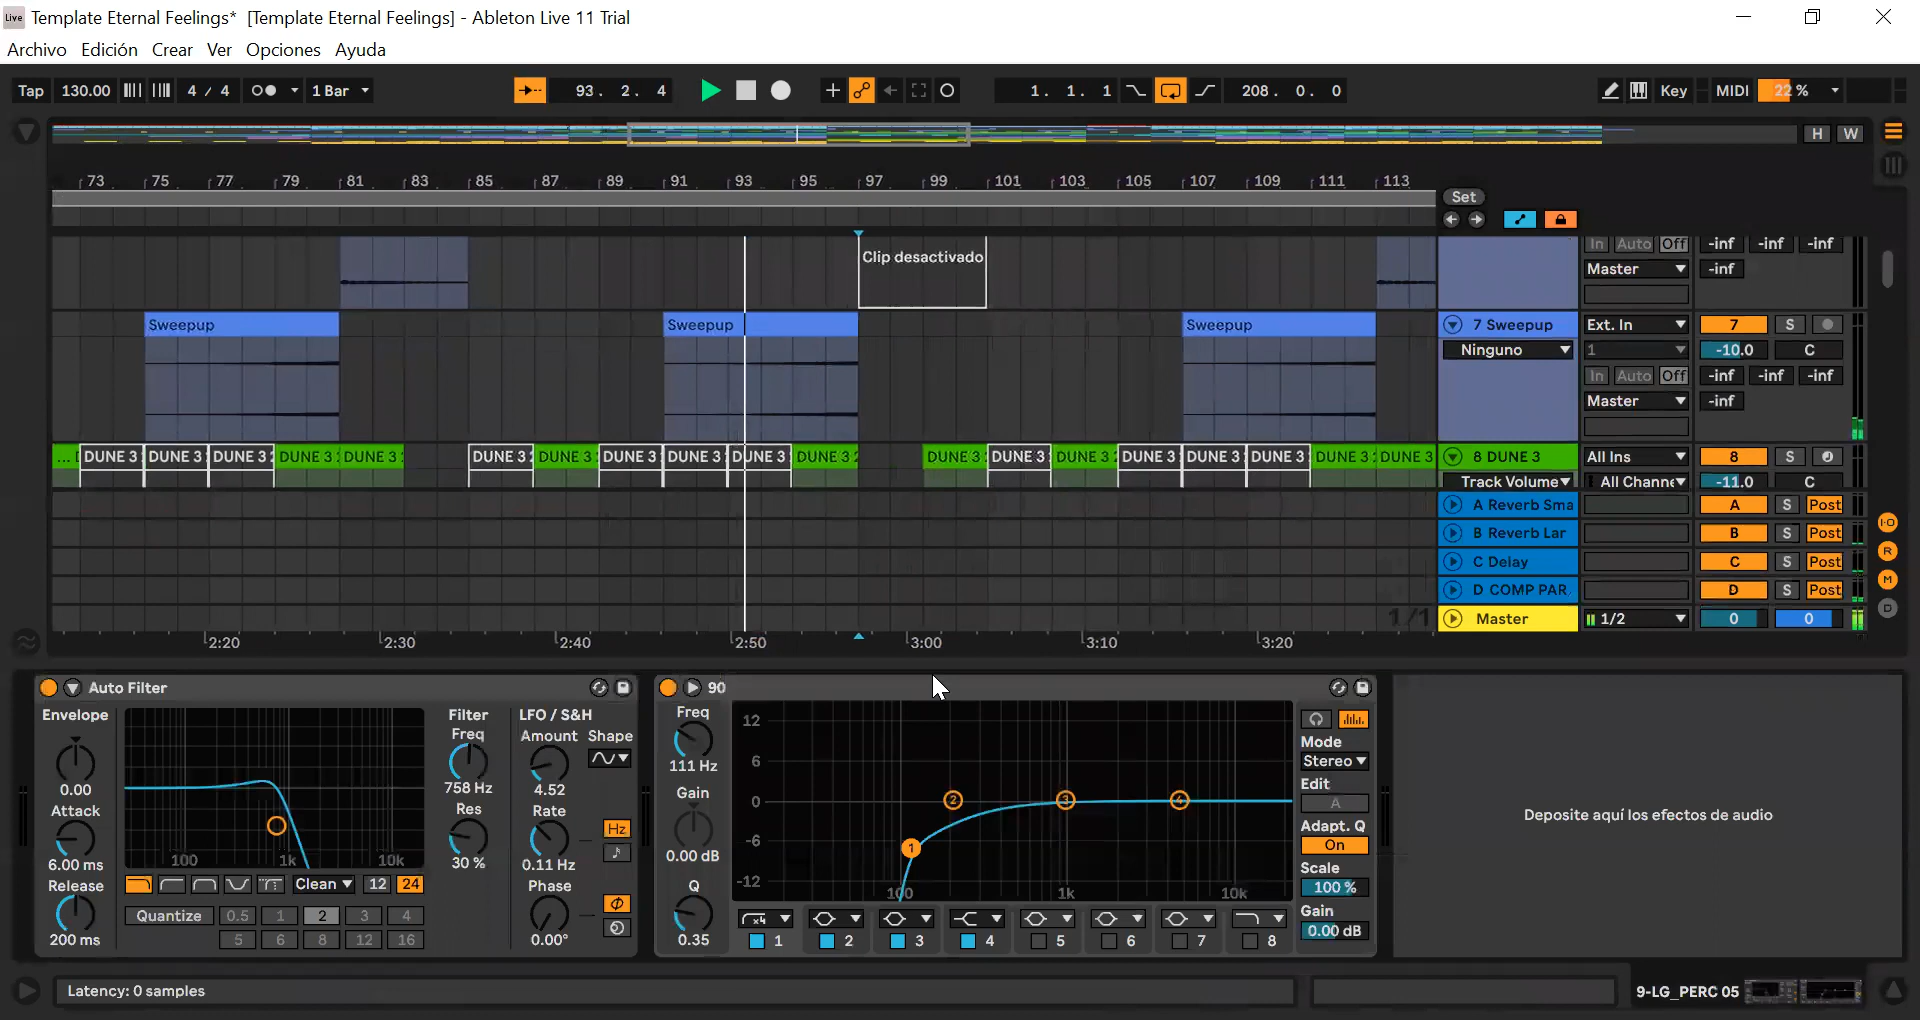 Live Template Eternal Feelings* [Template Eternal Feelings] - Ableton Live 11 Trial
Archivo Edición Crear Ver Opciones Ayuda
Tap 130.00 4 / 4 1 Bar 93. 2. 4 1. 1. 1 208. 0. 0 Key MIDI 22 %
H W
73 75 77 79 81 83 85 87 89 91 93 95 97 99 101 103 105 107 109 111 113
Set
Clip desactivado
In Auto Off -inf -inf -inf
Master -inf
Sweepup Sweepup Sweepup 7 Sweepup Ext. In 7 S
Ninguno 1 -10.0 C
In Auto Off -inf -inf -inf
Master -inf
... DUNE 3 DUNE 3 DUNE 3 DUNE 3 DUNE 3 DUNE 3 DUNE 3 DUNE 3 DUNE 3 DUNE 3 DUNE 3 DUNE 3 DUNE 3 DUNE 3 DUNE 3 DUNE 3 DUNE 3 DUNE 3 DUNE 3 8 DUNE 3 All Ins 8 S
Track Volume All Channe -11.0 C
A Reverb Sma A S Post
B Reverb Lar B S Post
C Delay C S Post
D COMP PAR D S Post
1/1 Master 1/2 0 0
2:20 2:30 2:40 2:50 3:00 3:10 3:20
I·O
R
M
D
Auto Filter
Envelope
0.00
Attack
6.00 ms
Release
200 ms
100 1k 10k
Clean 12 24
Quantize 0.5 1 2 3 4
5 6 8 12 16
Filter
Freq
758 Hz
Res
30 %
LFO / S&H
Amount Shape
4.52
Rate
Hz
0.11 Hz
Phase
0.00°
90
Freq
111 Hz
Gain
0.00 dB
Q
0.35
12
6
0
-6
-12
1 2 3 4
100 1k 10k
x4
1 2 3 4 5 6 7 8
Mode
Stereo
Edit
A
Adapt. Q
On
Scale
100 %
Gain
0.00 dB
Deposite aquí los efectos de audio
Latency: 0 samples
9-LG_PERC 05